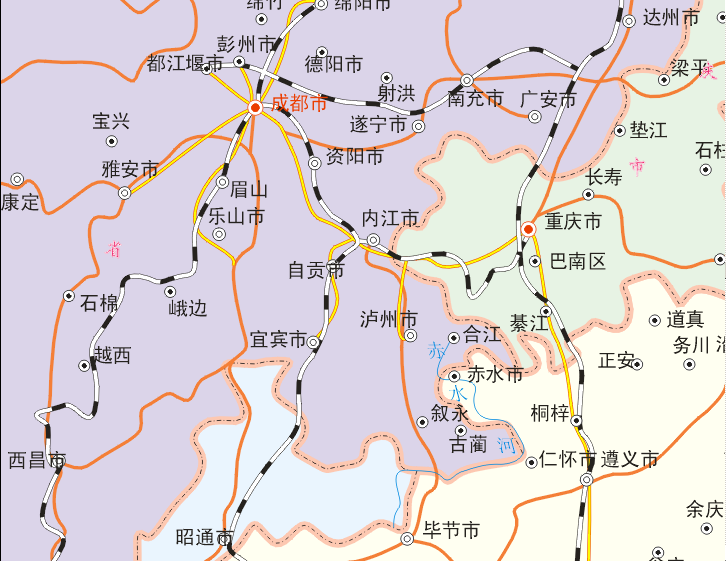 绵竹
绵阳市
达州市
彭州市
都江堰市
德阳市
梁平
射洪
南充市
广安市
成都市
遂宁市
垫江
宝兴
资阳市
石柱
市
雅安市
长寿
眉山
康定
乐山市
内江市
重庆市
省
巴南区
自贡市
石棉
峨边
泸州市
綦江
道真
宜宾市
合江
务川
沿
赤
越西
正安
赤水市
水
叙永
桐梓
古蔺
河
西昌市
仁怀市
遵义市
余庆
毕节市
昭通市